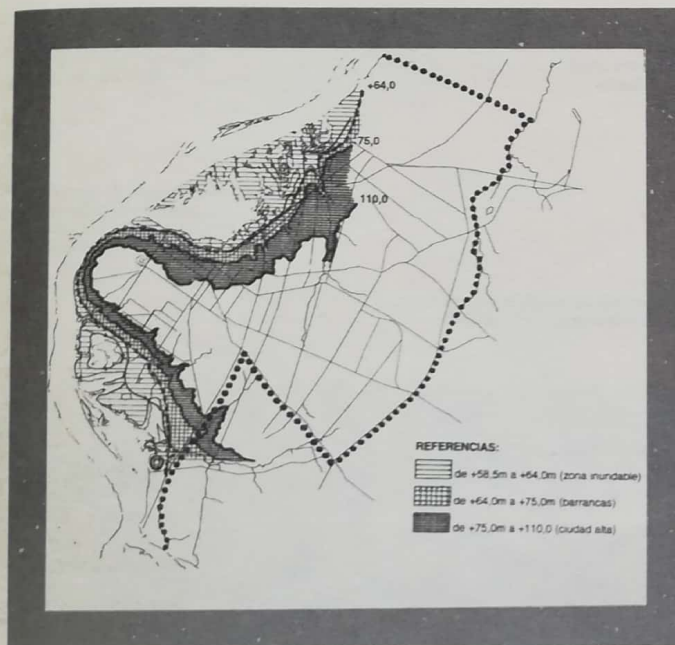 +64,0
75,0
110,0
REFERENCIAS:
de +58,5m a +64,0m (zona inundable)
de +64,0m a +75,0m (barrancas)
de +75,0m a +110,0 (ciudad alta)